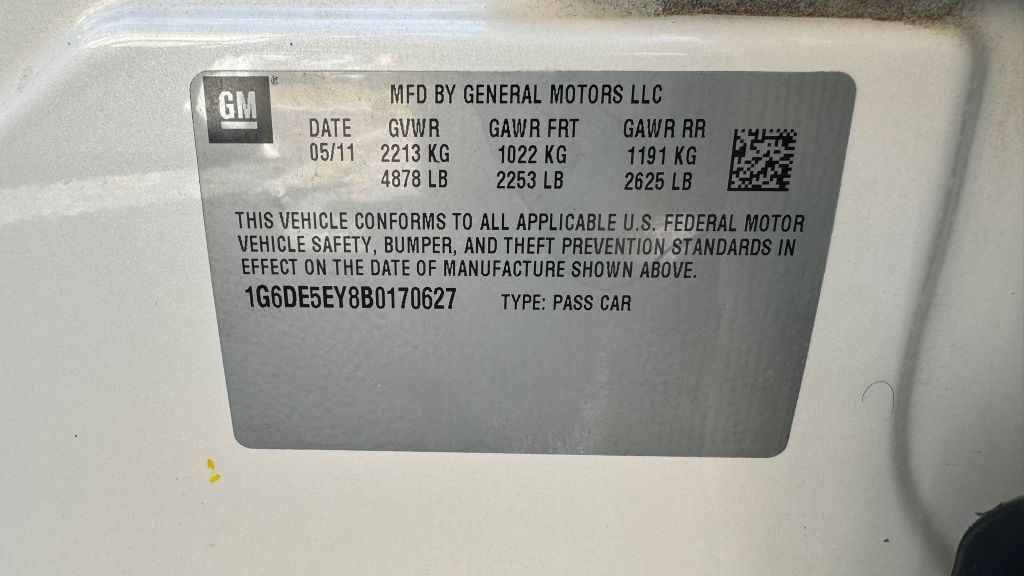 GM ®
MFD BY GENERAL MOTORS LLC
DATE GVWR GAWR FRT GAWR RR
05/11 2213 KG 1022 KG 1191 KG
4878 LB 2253 LB 2625 LB
THIS VEHICLE CONFORMS TO ALL APPLICABLE U.S. FEDERAL MOTOR
VEHICLE SAFETY, BUMPER, AND THEFT PREVENTION STANDARDS IN
EFFECT ON THE DATE OF MANUFACTURE SHOWN ABOVE.
1G6DE5EY8B0170627 TYPE: PASS CAR